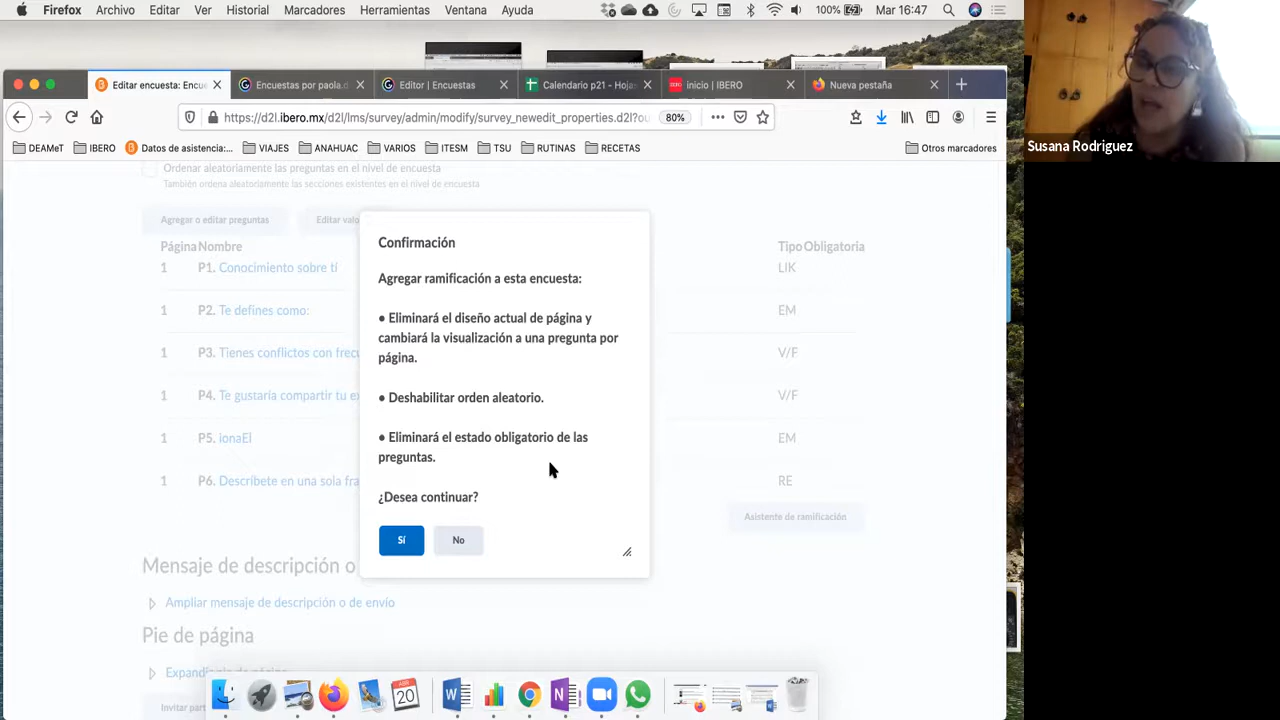 Firefox Archivo Editar Ver Historial Marcadores Herramientas Ventana Ayuda 100% Mar 16:47
Editar encuesta: Encue Encuestas por paola.d Editor | Encuestas Calendario p21 - Hojas inicio | IBERO Nueva pestaña
https://d2l.ibero.mx/d2l/lms/survey/admin/modify/survey_newedit_properties.d2l?ou 80%
DEAMeT IBERO Datos de asistencia:... VIAJES ANAHUAC VARIOS ITESM TSU RUTINAS RECETAS Otros marcadores
Susana Rodriguez
Ordenar aleatoriamente las preguntas en el nivel de encuesta
También ordena aleatoriamente las secciones existentes en el nivel de encuesta
Agregar o editar preguntas Editar valo
Página Nombre Tipo Obligatoria
1 P1. Conocimiento sobre tí LIK
1 P2. Te defines como: EM
1 P3. Tienes conflictos con frecu V/F
1 P4. Te gustaría compartir tu ex V/F
1 P5. ionaEl EM
1 P6. Descríbete en una sola fra RE
Asistente de ramificación
Confirmación
Agregar ramificación a esta encuesta:
• Eliminará el diseño actual de página y
cambiará la visualización a una pregunta por
página.
• Deshabilitar orden aleatorio.
• Eliminará el estado obligatorio de las
preguntas.
¿Desea continuar?
Sí No
Mensaje de descripción o
Ampliar mensaje de descripción o de envío
Pie de página
Invitar part